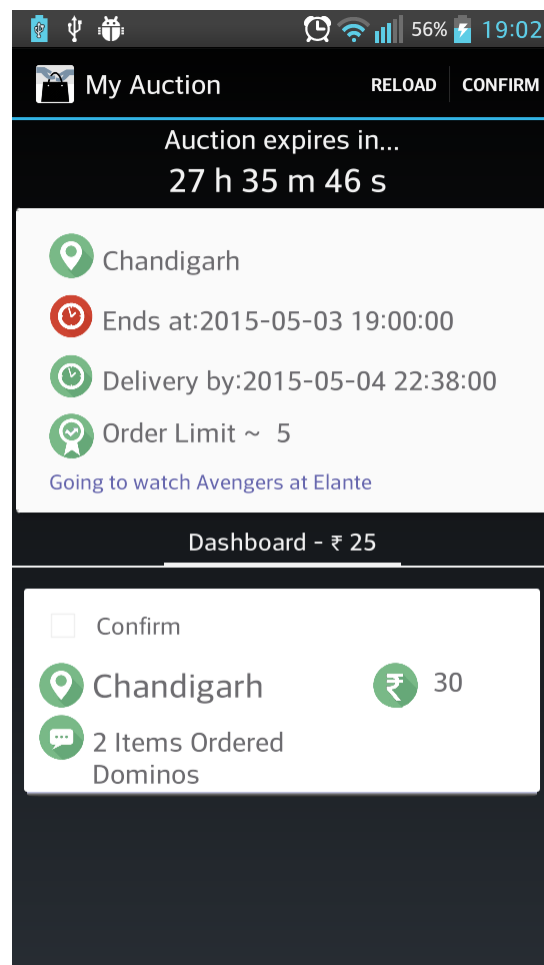 56% 19:02
My Auction RELOAD CONFIRM
Auction expires in...
27 h 35 m 46 s
Chandigarh
Ends at:2015-05-03 19:00:00
Delivery by:2015-05-04 22:38:00
Order Limit ~ 5
Going to watch Avengers at Elante
Dashboard - ₹ 25
Confirm
Chandigarh ₹ 30
2 Items Ordered
Dominos